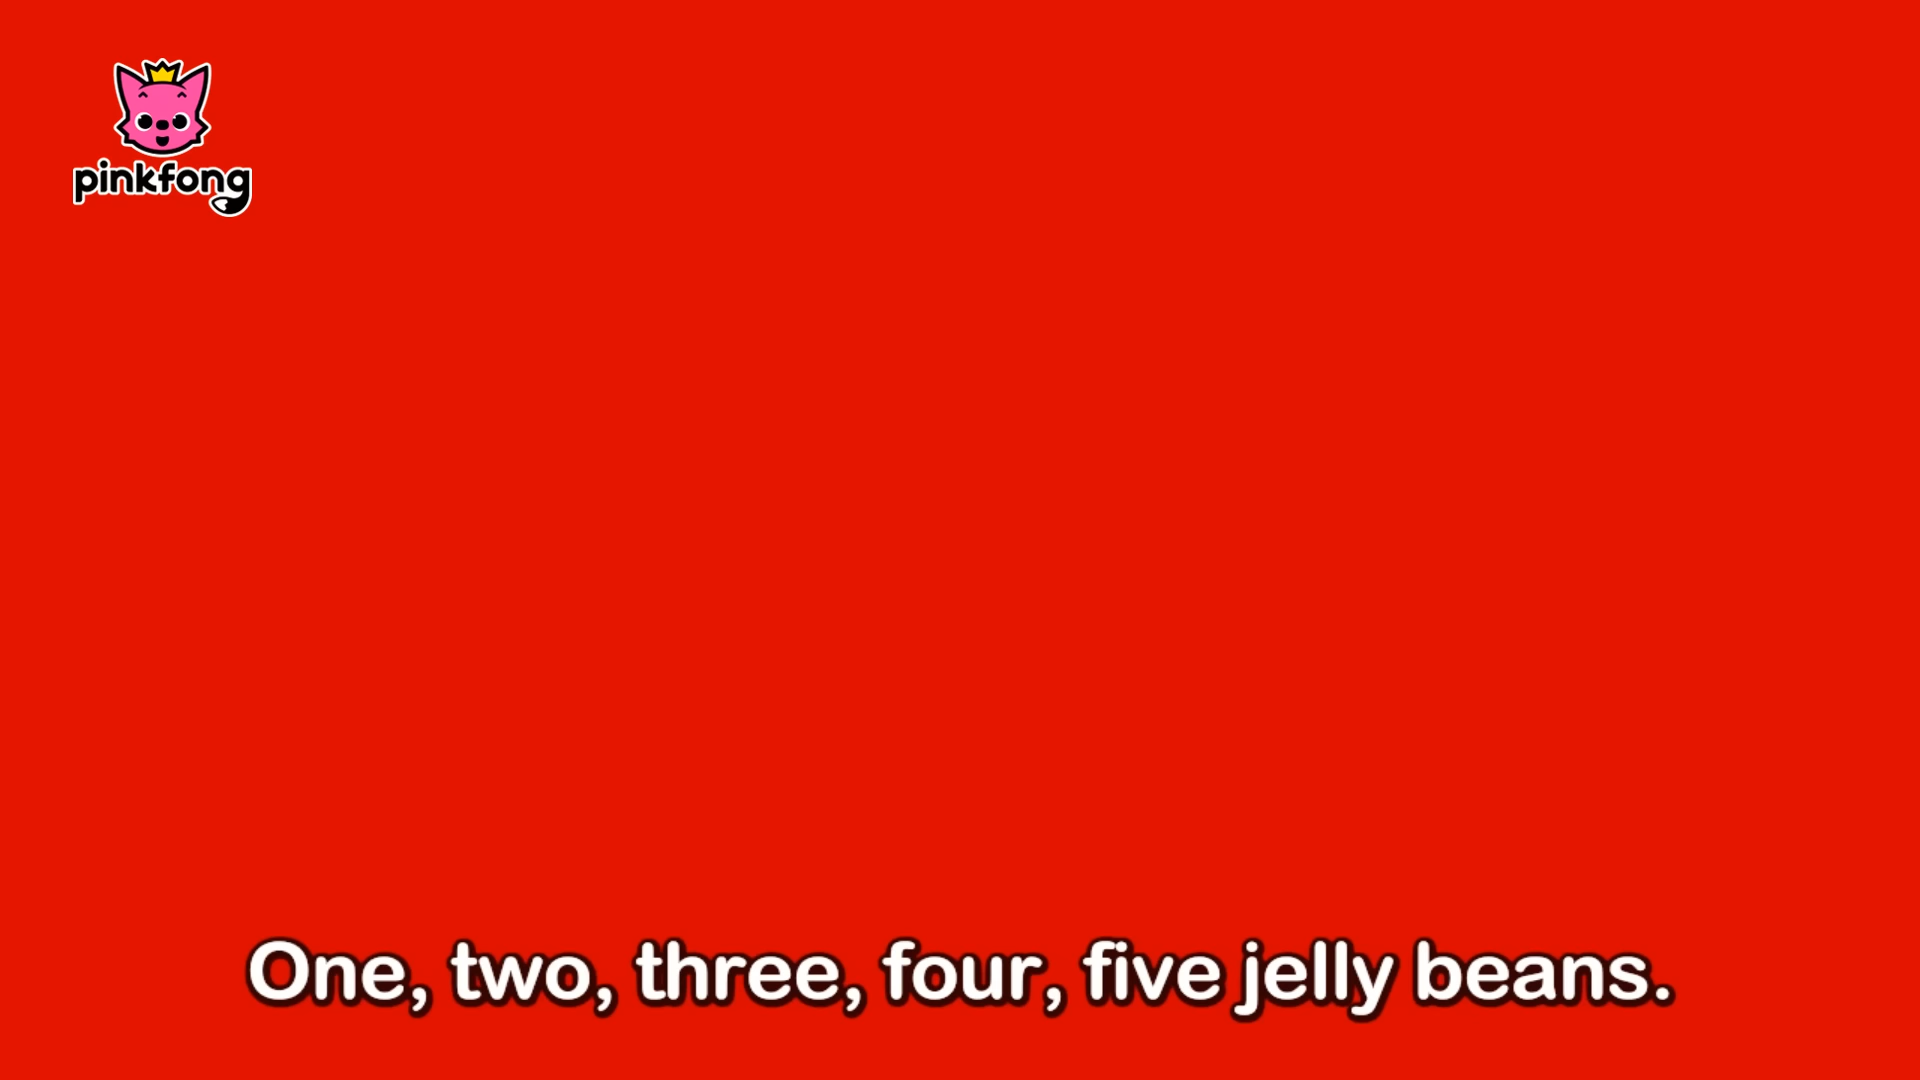 pinkfong
One, two, three, four, five jelly beans.